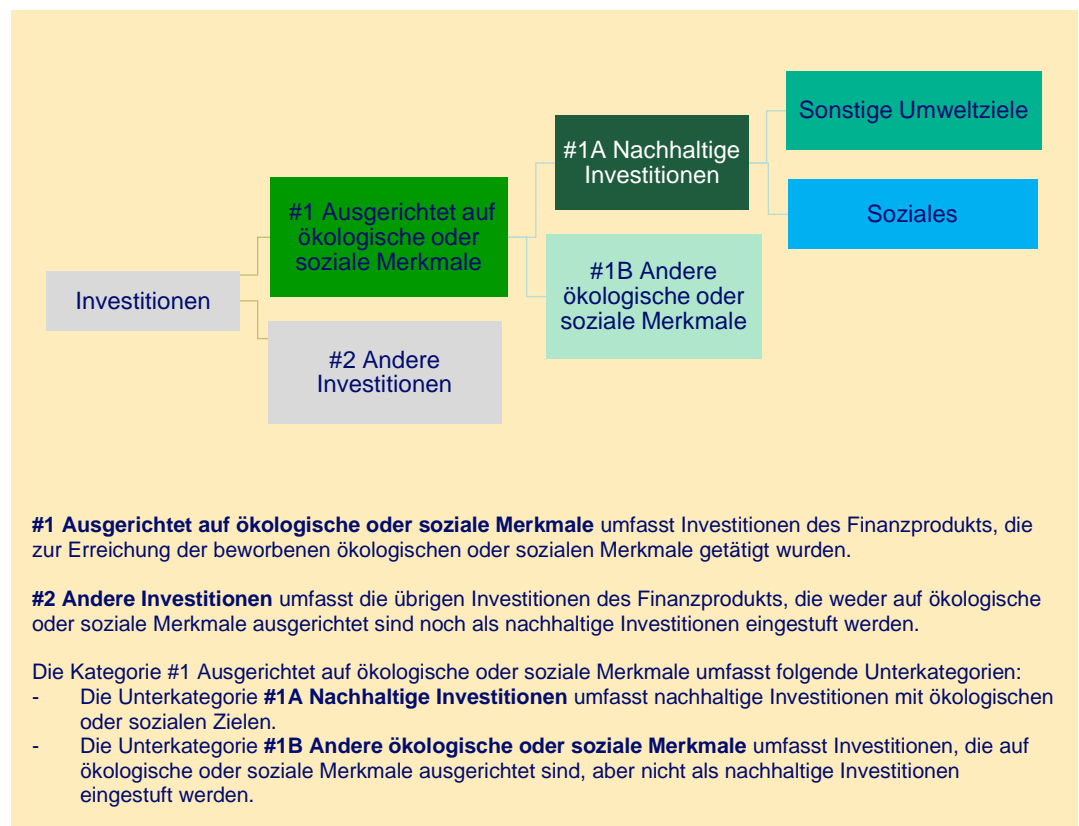 Sonstige Umweltziele
#1A Nachhaltige
Investitionen
Soziales
#1 Ausgerichtet auf
ökologische oder
soziale Merkmale
#1B Andere
ökologische oder
soziale Merkmale
Investitionen
#2 Andere
Investitionen
#1 Ausgerichtet auf ökologische oder soziale Merkmale umfasst Investitionen des Finanzprodukts, die
zur Erreichung der beworbenen ökologischen oder sozialen Merkmale getätigt wurden.
#2 Andere Investitionen umfasst die übrigen Investitionen des Finanzprodukts, die weder auf ökologische
oder soziale Merkmale ausgerichtet sind noch als nachhaltige Investitionen eingestuft werden.
Die Kategorie #1 Ausgerichtet auf ökologische oder soziale Merkmale umfasst folgende Unterkategorien:
- Die Unterkategorie #1A Nachhaltige Investitionen umfasst nachhaltige Investitionen mit ökologischen
oder sozialen Zielen.
- Die Unterkategorie #1B Andere ökologische oder soziale Merkmale umfasst Investitionen, die auf
ökologische oder soziale Merkmale ausgerichtet sind, aber nicht als nachhaltige Investitionen
eingestuft werden.